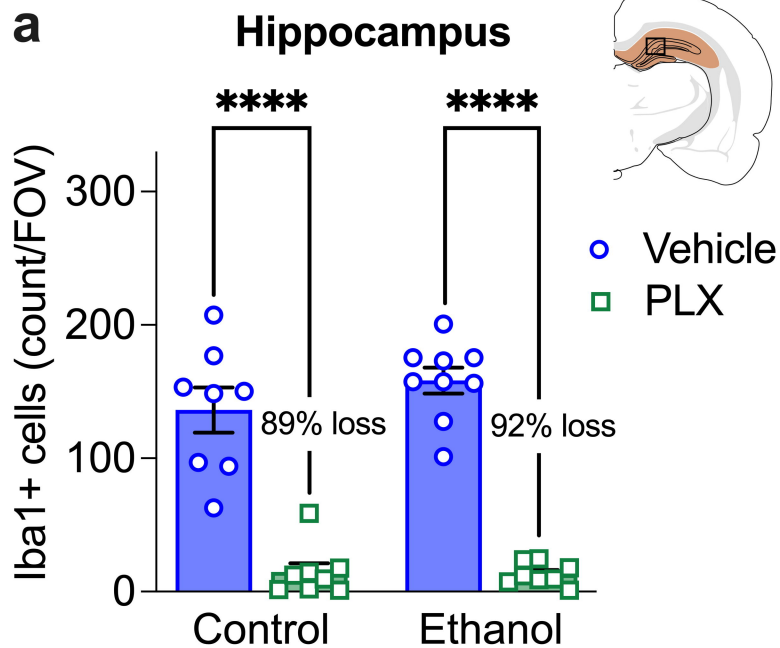 a
Hippocampus
**** ****
Iba1+ cells (count/FOV)
300
200
100
0
89% loss
92% loss
Control
Ethanol
Vehicle
PLX